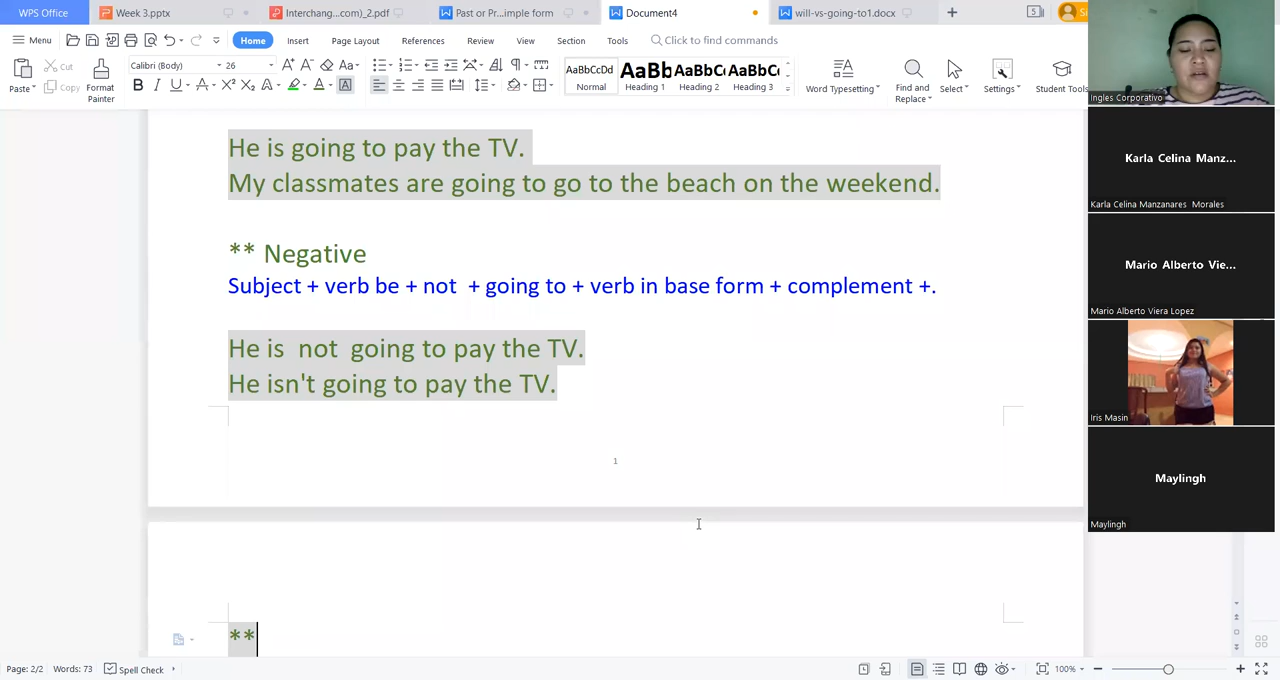 WPS Office Week 3.pptx Interchang...com)_2.pdf Past or Pr...imple form Document4 will-vs-going-to1.docx 5
Menu Home Insert Page Layout References Review View Section Tools Click to find commands
Paste Cut Copy Format Painter Calibri (Body) 26 AaBbCcDd Normal AaBb Heading 1 AaBbCc Heading 2 AaBbCc Heading 3 Word Typesetting Find and Replace Select Settings Student Tools
Ingles Corporativo
He is going to pay the TV.
My classmates are going to go to the beach on the weekend.
** Negative
Subject + verb be + not + going to + verb in base form + complement +.
He is not going to pay the TV.
He isn't going to pay the TV.
1
**
Karla Celina Manz...
Karla Celina Manzanares Morales
Mario Alberto Vie...
Mario Alberto Viera Lopez
Iris Masin
Maylingh
Maylingh
Page: 2/2 Words: 73 Spell Check 100%